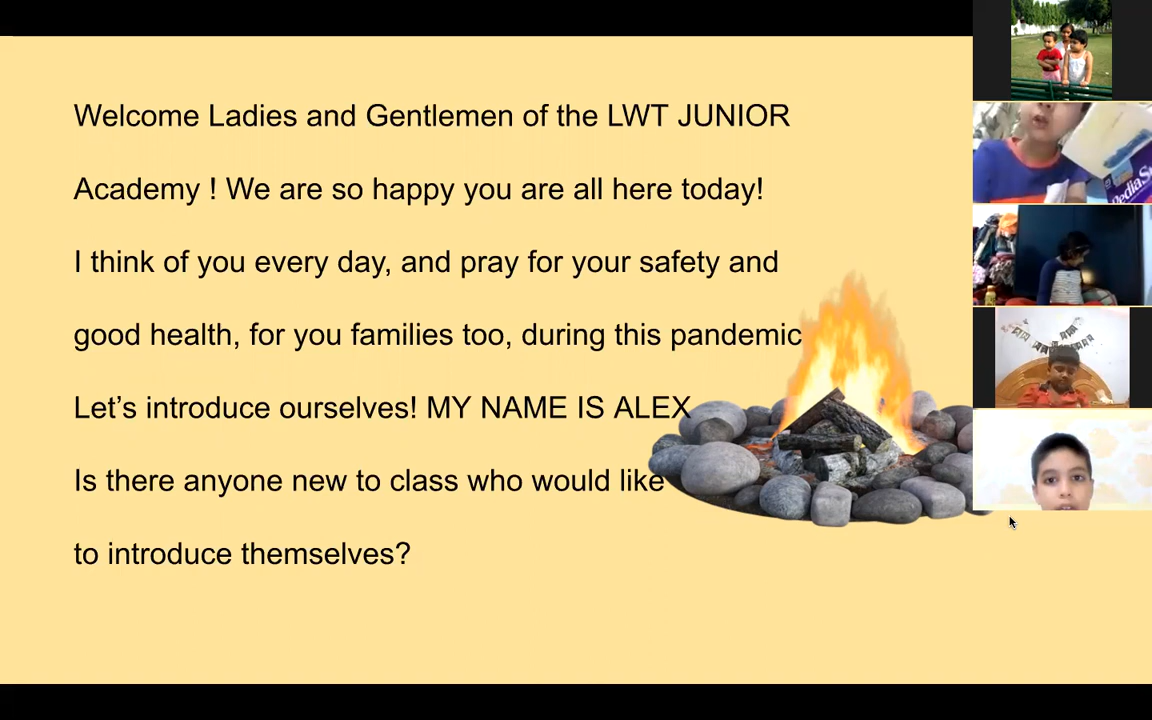 Welcome Ladies and Gentlemen of the LWT JUNIOR
Academy ! We are so happy you are all here today!
I think of you every day, and pray for your safety and
good health, for you families too, during this pandemic
Let's introduce ourselves! MY NAME IS ALEX
Is there anyone new to class who would like
to introduce themselves?
PediaS